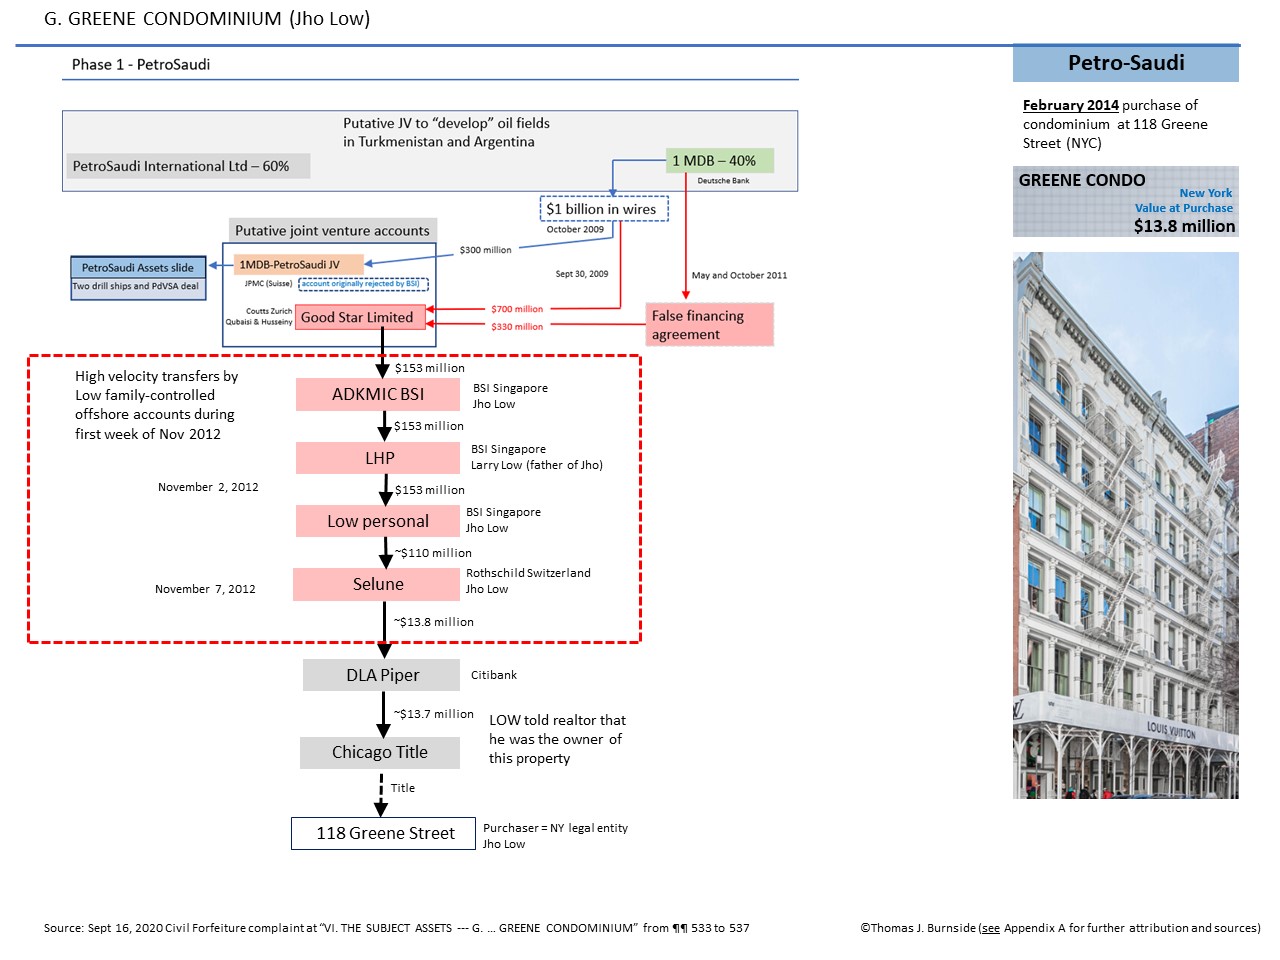 G. GREENE CONDOMINIUM (Jho Low)
Phase 1 - PetroSaudi
Petro-Saudi
February 2014 purchase of
condominium at 118 Greene
Street (NYC)
GREENE CONDO
New York
Value at Purchase
$13.8 million
Putative JV to “develop” oil fields
in Turkmenistan and Argentina
PetroSaudi International Ltd – 60%
1 MDB – 40%
Deutsche Bank
$1 billion in wires
October 2009
Putative joint venture accounts
$300 million
PetroSaudi Assets slide
Two drill ships and PdVSA deal
1MDB-PetroSaudi JV
JPMC (Suisse)
account originally rejected by BSI)
Sept 30, 2009
May and October 2011
Coutts Zurich
Qubaisi & Husseiny
Good Star Limited
$700 million
$330 million
False financing
agreement
$153 million
High velocity transfers by
Low family-controlled
offshore accounts during
first week of Nov 2012
ADKMIC BSI
BSI Singapore
Jho Low
$153 million
LHP
BSI Singapore
Larry Low (father of Jho)
November 2, 2012
$153 million
Low personal
BSI Singapore
Jho Low
~$110 million
November 7, 2012
Selune
Rothschild Switzerland
Jho Low
~$13.8 million
DLA Piper
Citibank
~$13.7 million
LOW told realtor that
he was the owner of
this property
Chicago Title
Title
118 Greene Street
Purchaser = NY legal entity
Jho Low
LV
LOUIS VUITTON
Source: Sept 16, 2020 Civil Forfeiture complaint at “VI. THE SUBJECT ASSETS --- G. … GREENE CONDOMINIUM” from ¶¶ 533 to 537
©Thomas J. Burnside (see Appendix A for further attribution and sources)